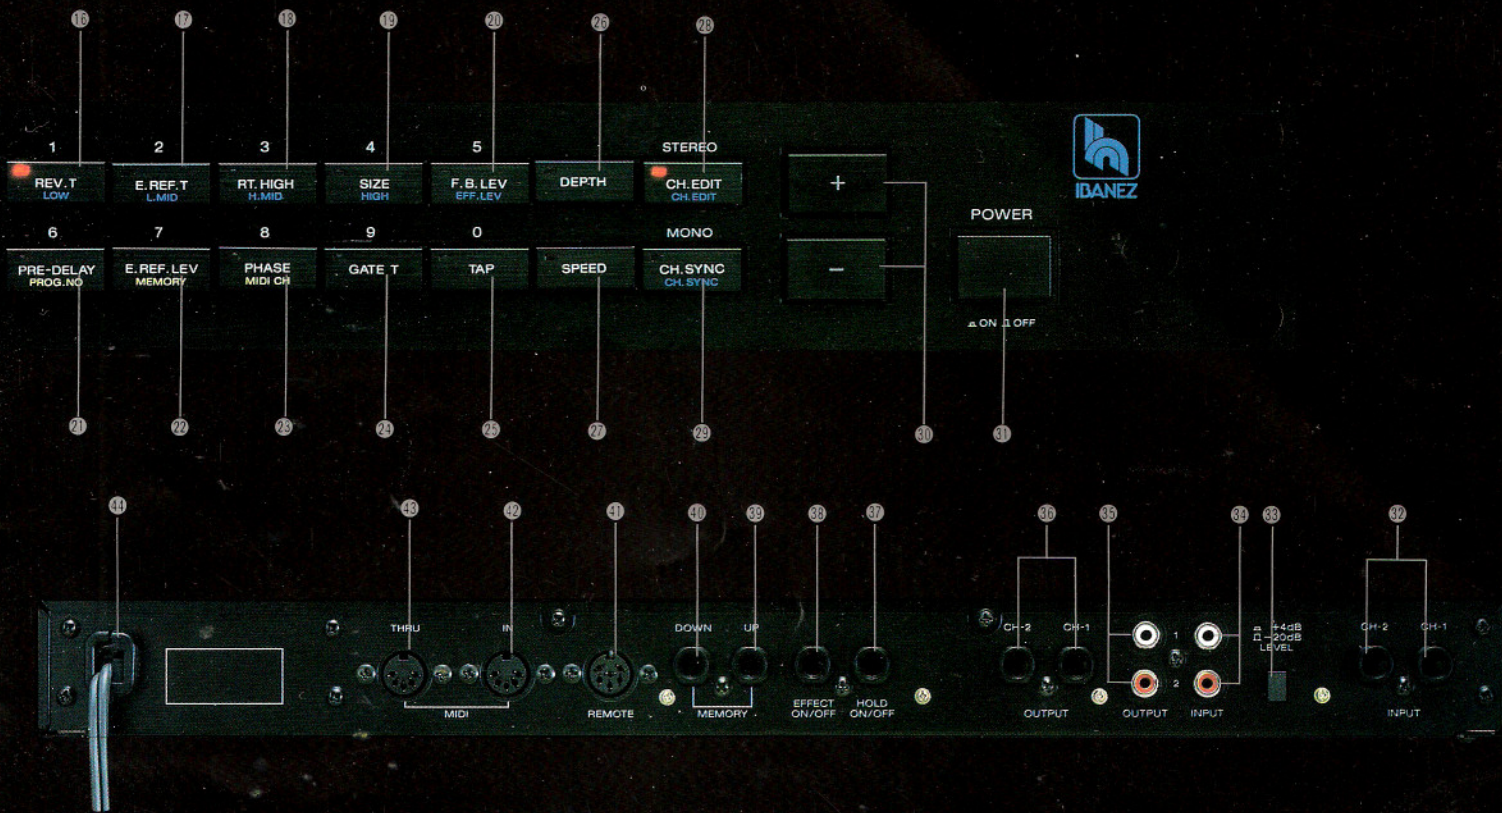 16 17 18 19 20 26 28
1 2 3 4 5 STEREO
REV.T E.REF.T RT.HIGH SIZE F.B.LEV DEPTH CH.EDIT
LOW L.MID H.MID HIGH EFF.LEV CH.EDIT
+
IBANEZ
POWER
6 7 8 9 0 MONO
PRE-DELAY E.REF.LEV PHASE GATE T TAP SPEED CH.SYNC
PROG.NO MEMORY MIDI CH CH.SYNC
−
ON OFF
21 22 23 24 25 27 29 30 31
44 43 42 41 40 39 38 37 36 35 34 33 32
THRU IN DOWN UP CH-2 CH-1 1 +4dB CH-2 CH-1
−20dB
LEVEL
2
MIDI REMOTE MEMORY EFFECT HOLD OUTPUT OUTPUT INPUT INPUT
ON/OFF ON/OFF